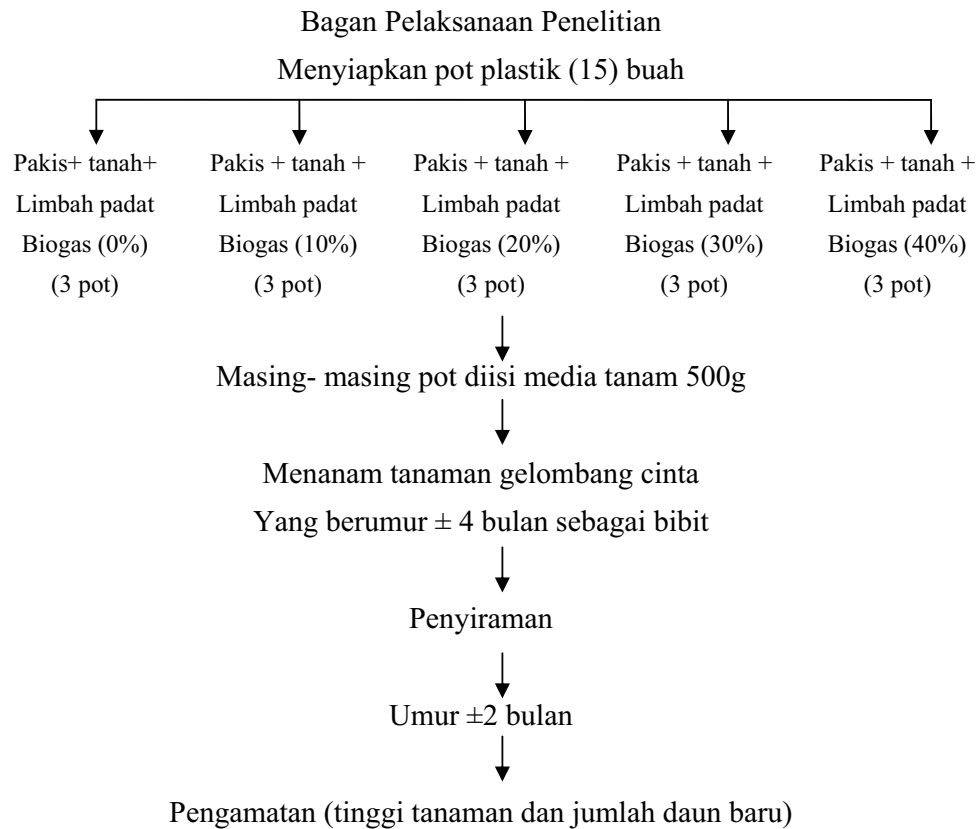 Bagan Pelaksanaan Penelitian
Menyiapkan pot plastik (15) buah
Pakis+ tanah+
Limbah padat
Biogas (0%)
(3 pot)
Pakis + tanah +
Limbah padat
Biogas (10%)
(3 pot)
Pakis + tanah +
Limbah padat
Biogas (20%)
(3 pot)
Pakis + tanah +
Limbah padat
Biogas (30%)
(3 pot)
Pakis + tanah +
Limbah padat
Biogas (40%)
(3 pot)
Masing- masing pot diisi media tanam 500g
Menanam tanaman gelombang cinta
Yang berumur ± 4 bulan sebagai bibit
Penyiraman
Umur ±2 bulan
Pengamatan (tinggi tanaman dan jumlah daun baru)